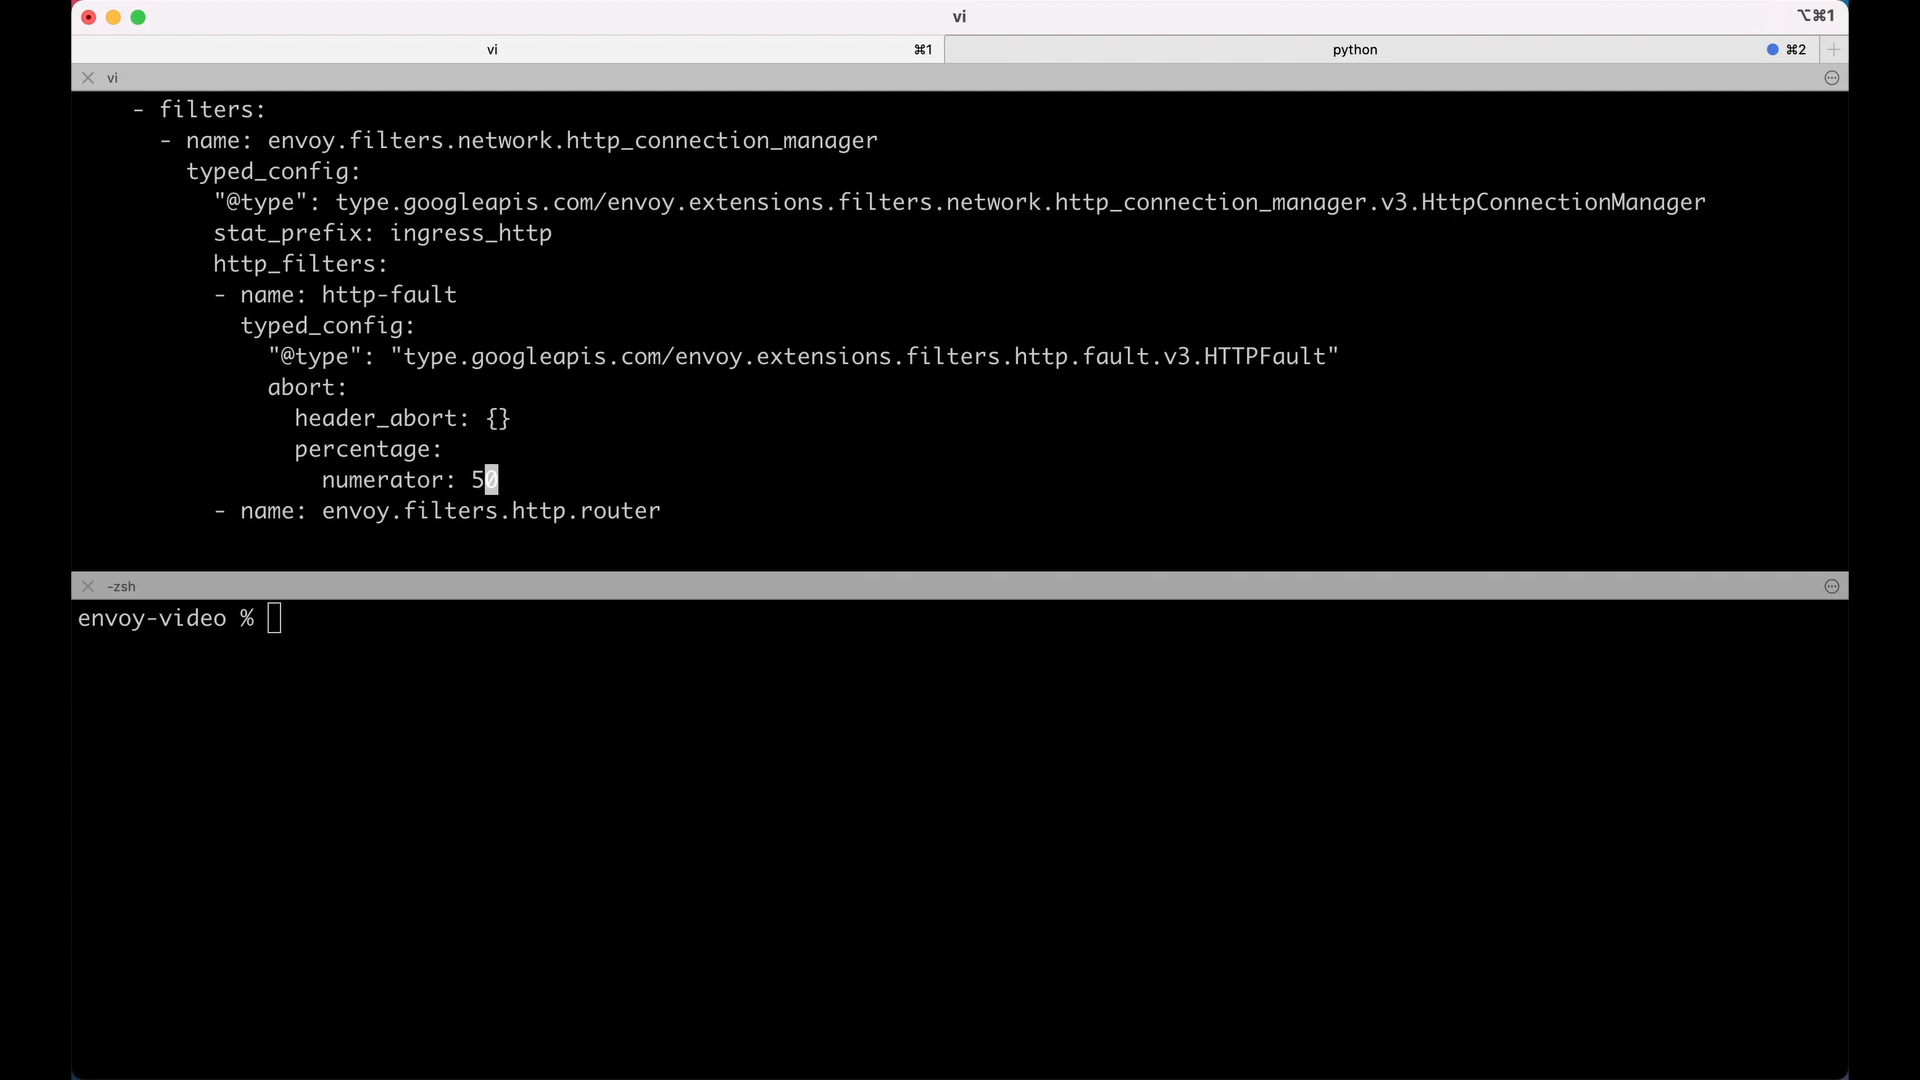 vi
⌥⌘1
vi ⌘1
python ⌘2
vi
- filters:
- name: envoy.filters.network.http_connection_manager
typed_config:
"@type": type.googleapis.com/envoy.extensions.filters.network.http_connection_manager.v3.HttpConnectionManager
stat_prefix: ingress_http
http_filters:
- name: http-fault
typed_config:
"@type": "type.googleapis.com/envoy.extensions.filters.http.fault.v3.HTTPFault"
abort:
header_abort: {}
percentage:
numerator: 50
- name: envoy.filters.http.router
-zsh
envoy-video %